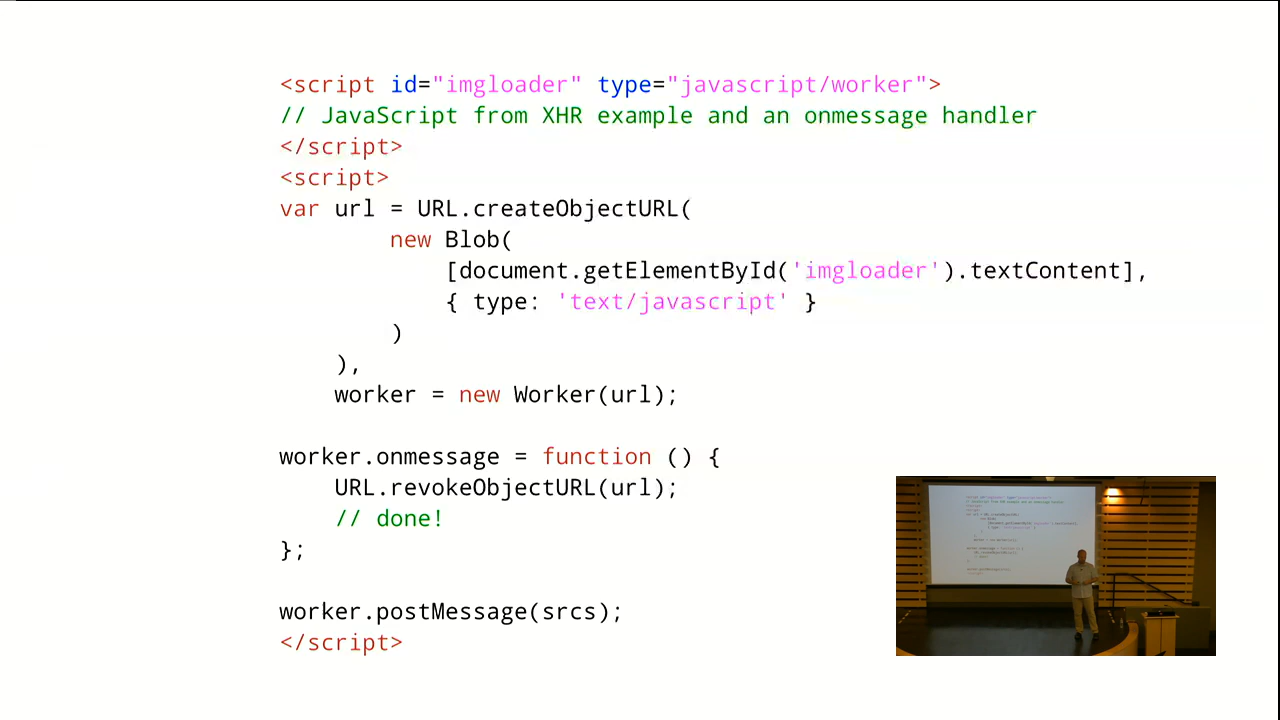 <script id="imgloader" type="javascript/worker">
// JavaScript from XHR example and an onmessage handler
</script>
<script>
var url = URL.createObjectURL(
        new Blob(
            [document.getElementById('imgloader').textContent],
            { type: 'text/javascript' }
        )
    ),
    worker = new Worker(url);

worker.onmessage = function () {
    URL.revokeObjectURL(url);
    // done!
};

worker.postMessage(srcs);
</script>